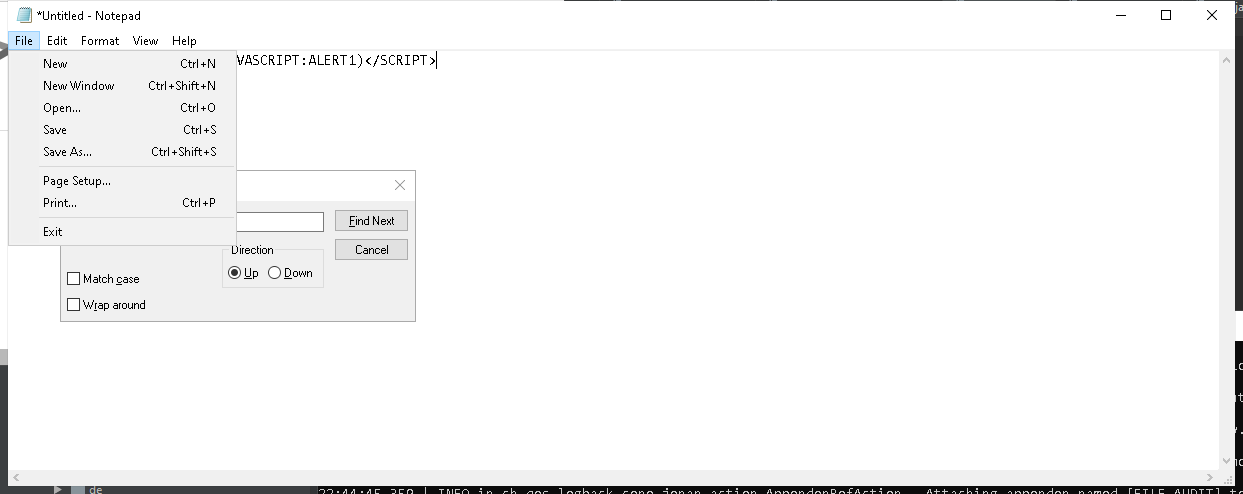 *Untitled - Notepad
File Edit Format View Help
VASCRIPT:ALERT1)</SCRIPT>
New Ctrl+N
New Window Ctrl+Shift+N
Open... Ctrl+O
Save Ctrl+S
Save As... Ctrl+Shift+S
Page Setup...
Print... Ctrl+P
Exit
Find Next
Cancel
Direction
Up Down
Match case
Wrap around
de
22:44:45.359 | INFO in ch.qos.logback.core.joran.action.AppenderRefAction - Attaching appender named [FILE_AUDIT] t